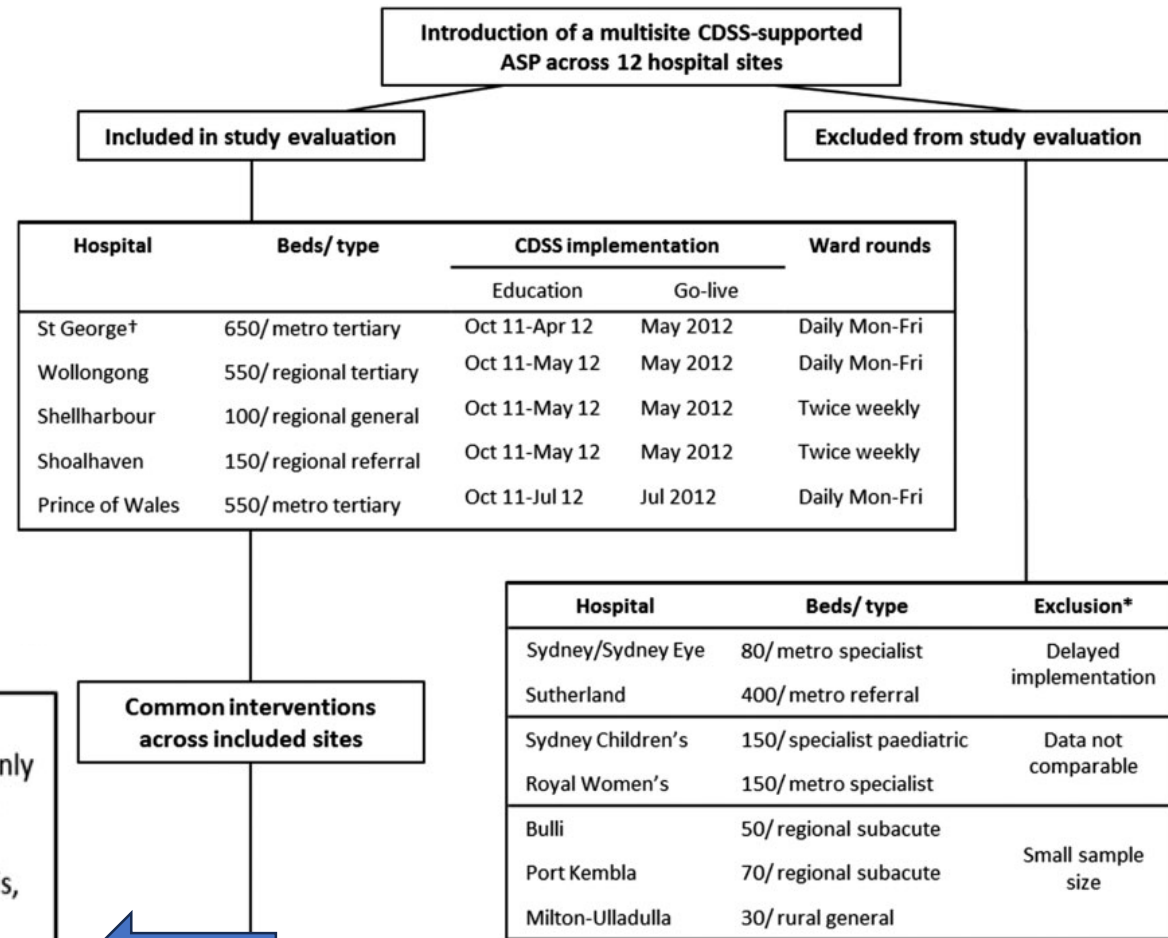 Introduction of a multisite CDSS-supported
ASP across 12 hospital sites
Included in study evaluation
Excluded from study evaluation
Hospital Beds/ type CDSS implementation Ward rounds
Education Go-live
St George† 650/ metro tertiary Oct 11-Apr 12 May 2012 Daily Mon-Fri
Wollongong 550/ regional tertiary Oct 11-May 12 May 2012 Daily Mon-Fri
Shellharbour 100/ regional general Oct 11-May 12 May 2012 Twice weekly
Shoalhaven 150/ regional referral Oct 11-May 12 May 2012 Twice weekly
Prince of Wales 550/ metro tertiary Oct 11-Jul 12 Jul 2012 Daily Mon-Fri
Common interventions
across included sites
Hospital Beds/ type Exclusion*
Sydney/Sydney Eye 80/ metro specialist Delayed
implementation
Sutherland 400/ metro referral
Sydney Children's 150/ specialist paediatric Data not
comparable
Royal Women's 150/ metro specialist
Bulli 50/ regional subacute
Port Kembla 70/ regional subacute Small sample
size
Milton-Ulladulla 30/ rural general